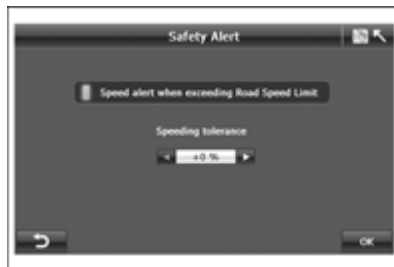 Safety Alert
Speed alert when exceeding Road Speed Limit
Speeding tolerance
+0 %
OK